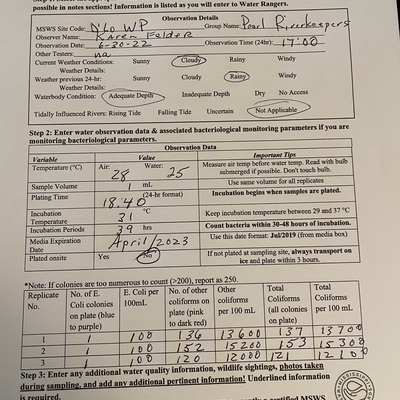 possible in notes sections! Information is listed as you will enter to Water Rangers.
Observation Details
MSWS Site Code: NLO WP Group Name: Pearl Riverkeepers
Observer Name: Karen Felder
Observation Date: 6-30-22 Observation Time (24hr): 17:00
Other Testers: na
Current Weather Conditions: Sunny Cloudy Rainy Windy
Weather Details:
Weather previous 24-hr: Sunny Cloudy Rainy Windy
Weather Details:
Waterbody Condition: Adequate Depth Inadequate Depth Dry No Access
Tidally Influenced Rivers: Rising Tide Falling Tide Uncertain Not Applicable
Step 2: Enter water observation data & associated bacteriological monitoring parameters if you are
monitoring bacteriological parameters.
Observation Data
Variable Value Important Tips
Temperature (°C) Air: 28 Water: 25 Measure air temp before water temp. Read with bulb
submerged if possible. Don't touch bulb.
Sample Volume 1 mL Use same volume for all replicates
Plating Time 18:40 (24-hr format) Incubation begins when samples are plated.
Incubation
Temperature 31 °C Keep incubation temperature between 29 and 37 °C
Incubation Periods 39 hrs Count bacteria within 30-48 hours of incubation.
Media Expiration
Date April/2023 Use this date format: Jul/2019 (from media box)
Plated onsite Yes No If not plated at sampling site, always transport on
ice and plate within 3 hours.
*Note: If colonies are too numerous to count (>200), report as 250.
Replicate
No. No. of E.
Coli colonies
on plate (blue
to purple) E. Coli per
100mL No. of other
coliforms on
plate (pink
to dark red) Other
coliforms
per 100 mL Total
Coliforms
(all colonies
on plate) Total
Coliforms
per 100 mL
1 1 100 136 13600 137 13700
2 1 100 152 15200 153 15300
3 1 100 120 12000 121 12100
Step 3: Enter any additional water quality information, wildlife sightings, photos taken
during sampling, and add any additional pertinent information! Underlined information
is required.
certified MSWS